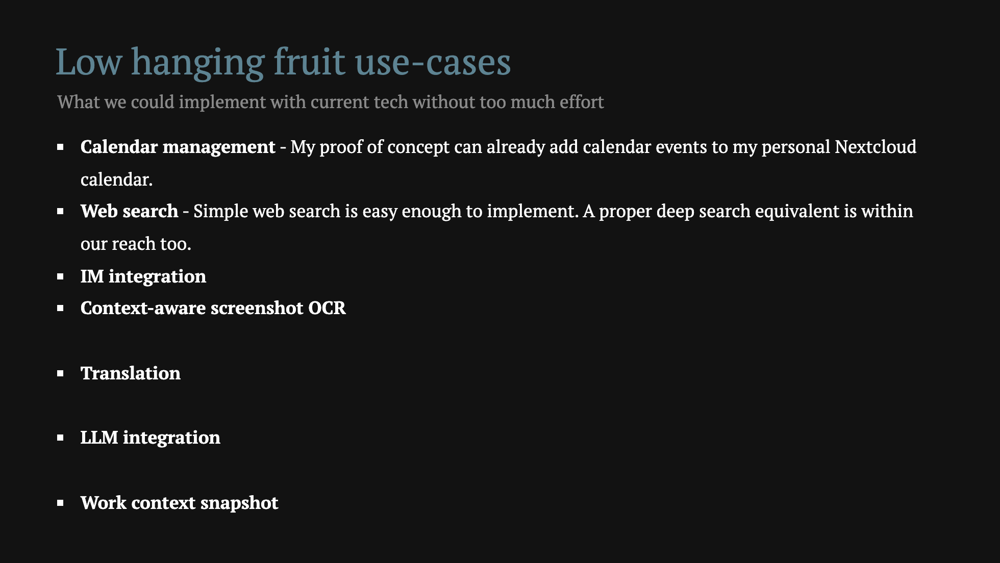 Low hanging fruit use-cases
What we could implement with current tech without too much effort
▪ Calendar management - My proof of concept can already add calendar events to my personal Nextcloud
calendar.
▪ Web search - Simple web search is easy enough to implement. A proper deep search equivalent is within
our reach too.
▪ IM integration
▪ Context-aware screenshot OCR
▪ Translation
▪ LLM integration
▪ Work context snapshot